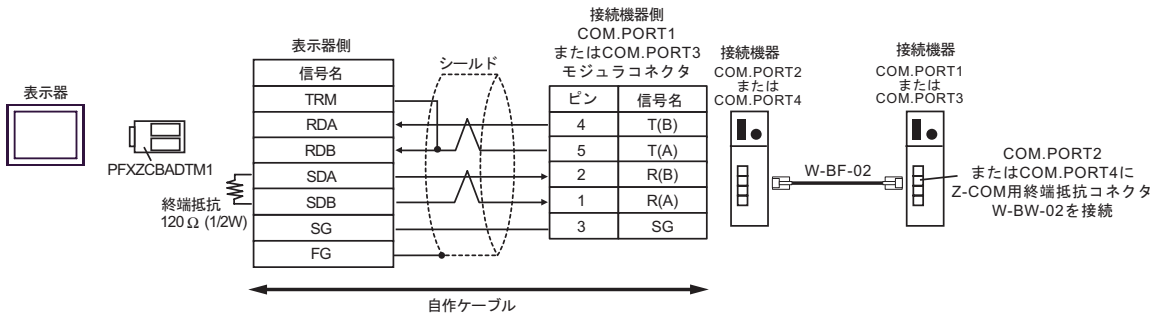 表示器
PFXZCBADTM1
終端抵抗
120Ω (1/2W)
表示器側
信号名
TRM
RDA
RDB
SDA
SDB
SG
FG
シールド
接続機器側
COM.PORT1
またはCOM.PORT3
モジュラコネクタ
ピン 信号名
4 T(B)
5 T(A)
2 R(B)
1 R(A)
3 SG
自作ケーブル
接続機器
COM.PORT2
または
COM.PORT4
W-BF-02
接続機器
COM.PORT1
または
COM.PORT3
COM.PORT2
またはCOM.PORT4に
Z-COM用終端抵抗コネクタ
W-BW-02を接続